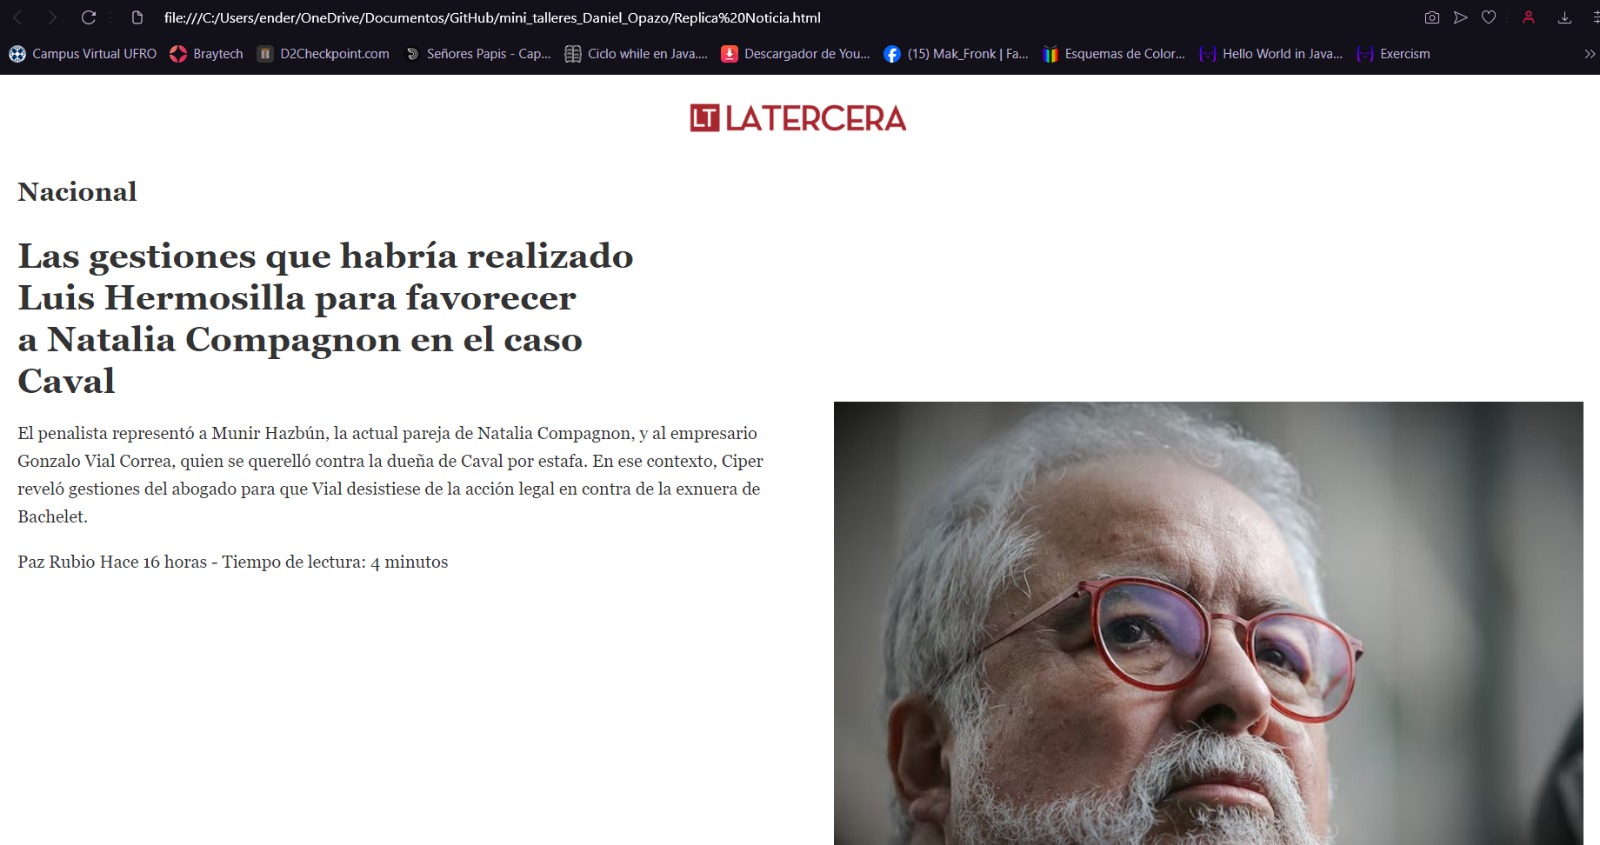 file:///C:/Users/ender/OneDrive/Documentos/GitHub/mini_talleres_Daniel_Opazo/Replica%20Noticia.html
Campus Virtual UFRO Braytech D2Checkpoint.com Señores Papis - Cap... Ciclo while en Java.... Descargador de You... (15) Mak_Fronk | Fa... Esquemas de Color... Hello World in Java... Exercism
LT LATERCERA
Nacional
Las gestiones que habría realizado
Luis Hermosilla para favorecer
a Natalia Compagnon en el caso
Caval
El penalista representó a Munir Hazbún, la actual pareja de Natalia Compagnon, y al empresario
Gonzalo Vial Correa, quien se querelló contra la dueña de Caval por estafa. En ese contexto, Ciper
reveló gestiones del abogado para que Vial desistiese de la acción legal en contra de la exnuera de
Bachelet.
Paz Rubio Hace 16 horas - Tiempo de lectura: 4 minutos